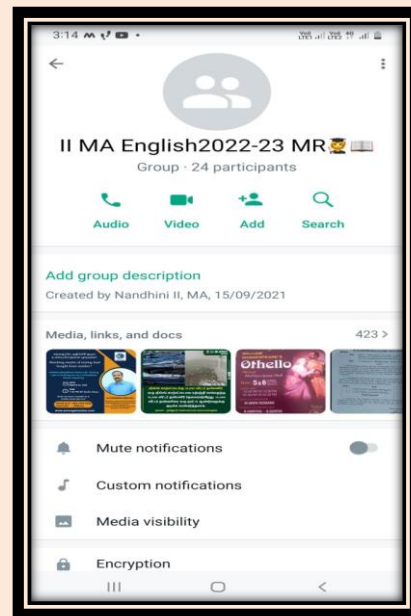 3:14
II MA English2022-23 MR👩‍🎓📖
Group · 24 participants
Audio Video Add Search
Add group description
Created by Nandhini II, MA, 15/09/2021
Media, links, and docs 423 >
Othello
Mute notifications
Custom notifications
Media visibility
Encryption